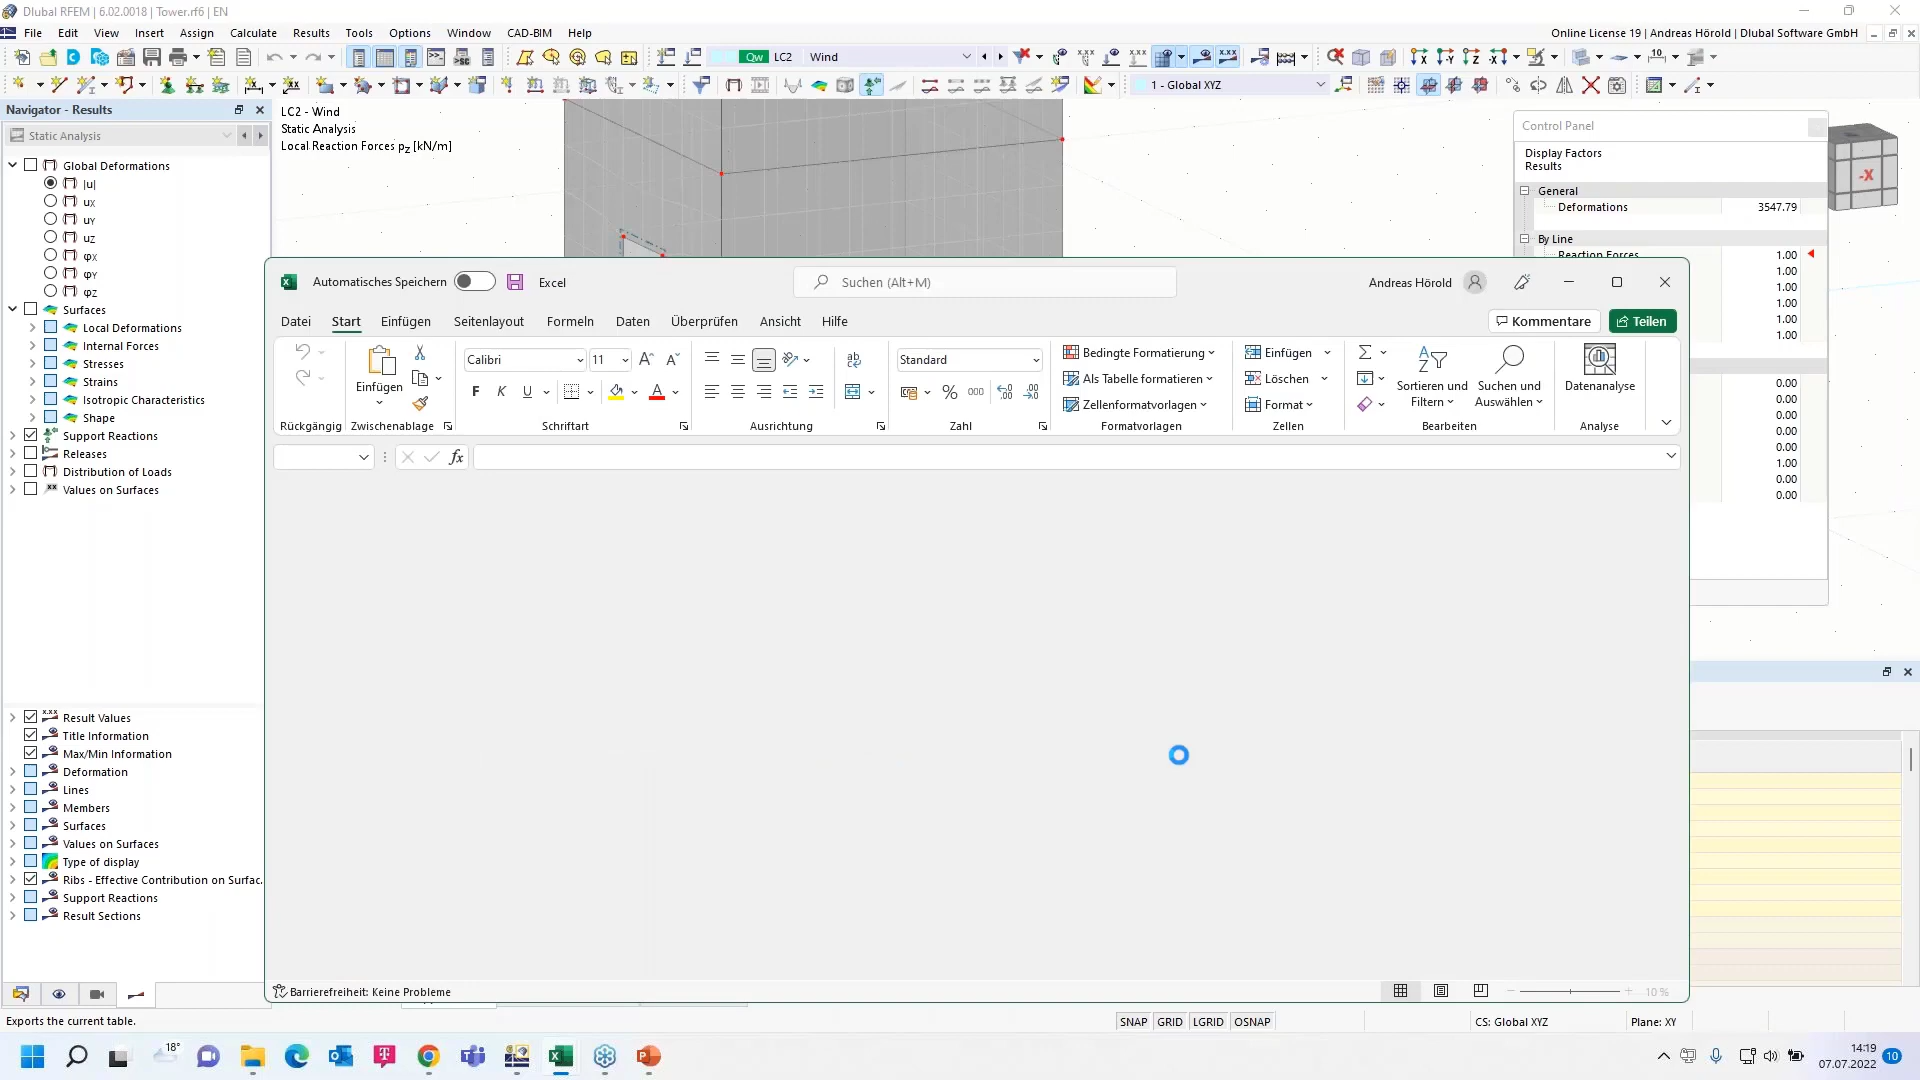 Dlubal RFEM | 6.02.0018 | Tower.rf6 | EN
File Edit View Insert Assign Calculate Results Tools Options Window CAD-BIM Help
Online License 19 | Andreas Hörold | Dlubal Software GmbH
Qw LC2 Wind
1 - Global XYZ
Navigator - Results
Static Analysis
Global Deformations
|u|
uX
uY
uZ
φX
φY
φZ
Surfaces
Local Deformations
Internal Forces
Stresses
Strains
Isotropic Characteristics
Shape
Support Reactions
Releases
Distribution of Loads
Values on Surfaces
Result Values
Title Information
Max/Min Information
Deformation
Lines
Members
Surfaces
Values on Surfaces
Type of display
Ribs - Effective Contribution on Surfac...
Support Reactions
Result Sections
LC2 - Wind
Static Analysis
Local Reaction Forces pz [kN/m]
Control Panel
Display Factors
Results
General
Deformations 3547.79
By Line
Reaction Forces 1.00
1.00
1.00
1.00
1.00
1.00
0.00
0.00
0.00
0.00
0.00
1.00
0.00
0.00
-X
Automatisches Speichern Excel
Suchen (Alt+M)
Andreas Hörold
Datei Start Einfügen Seitenlayout Formeln Daten Überprüfen Ansicht Hilfe
Kommentare Teilen
Einfügen
Calibri 11
F K U
ab
Standard
% 000
Bedingte Formatierung
Als Tabelle formatieren
Zellenformatvorlagen
Einfügen
Löschen
Format
Sortieren und Filtern
Suchen und Auswählen
Datenanalyse
Rückgängig Zwischenablage Schriftart Ausrichtung Zahl Formatvorlagen Zellen Bearbeiten Analyse
fx
Barrierefreiheit: Keine Probleme
10 %
Exports the current table.
SNAP GRID LGRID OSNAP
CS: Global XYZ
Plane: XY
18°
14:19
07.07.2022
10